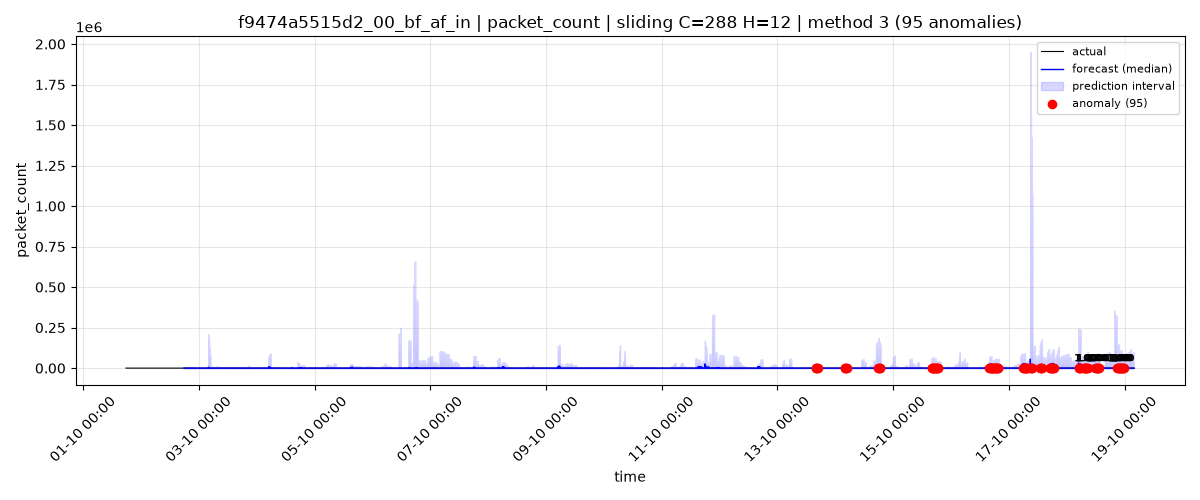 f9474a5515d2_00_bf_af_in | packet_count | sliding C=288 H=12 | method 3 (95 anomalies)
1e6
2.00
1.75
1.50
1.25
1.00
0.75
0.50
0.25
0.00
packet_count
actual
forecast (median)
prediction interval
anomaly (95)
01-10 00:00
03-10 00:00
05-10 00:00
07-10 00:00
09-10 00:00
11-10 00:00
13-10 00:00
15-10 00:00
17-10 00:00
19-10 00:00
time